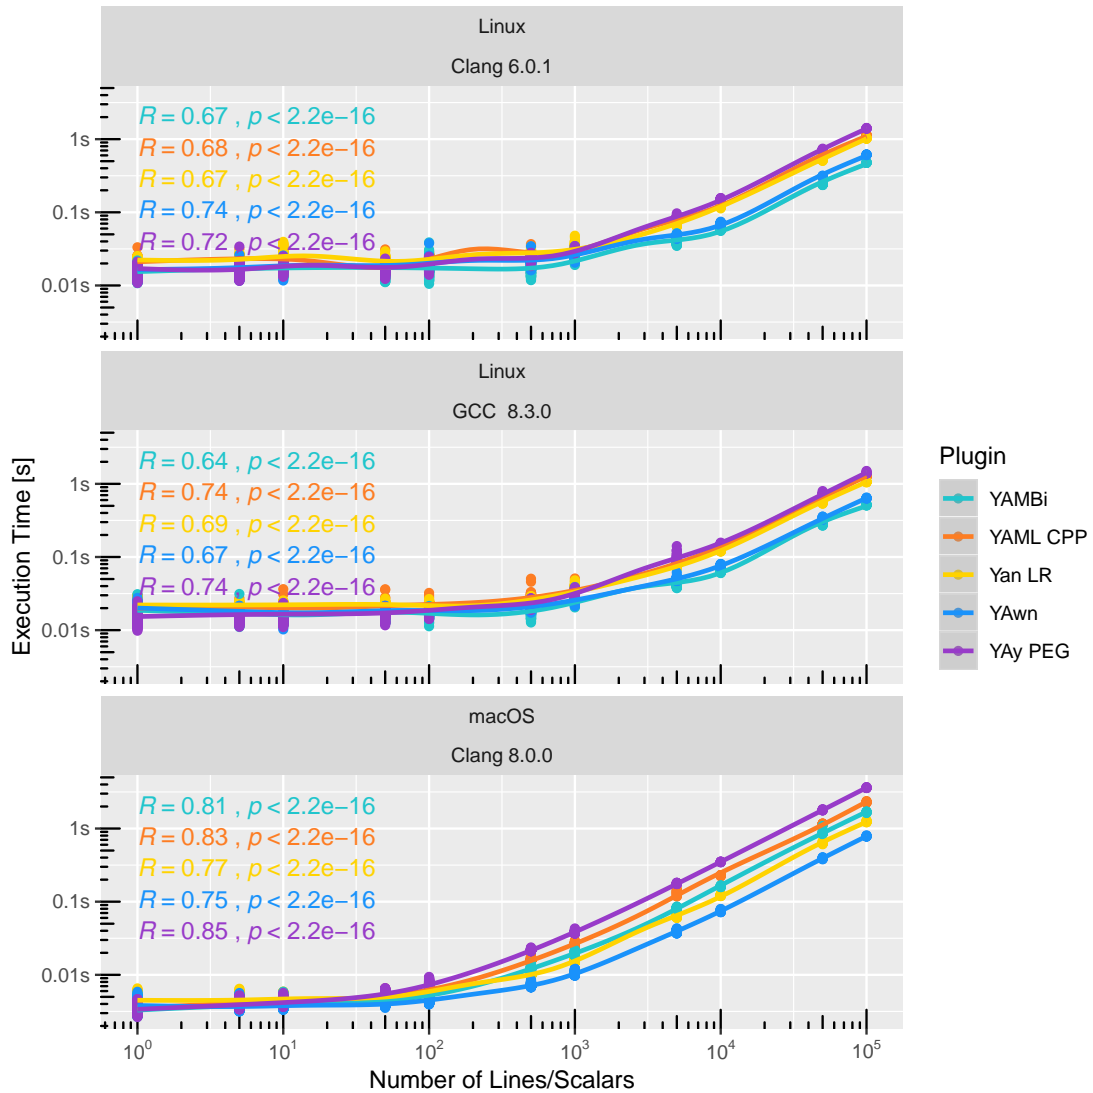 Linux
Clang 6.0.1
R = 0.67 , p < 2.2e−16
R = 0.68 , p < 2.2e−16
R = 0.67 , p < 2.2e−16
R = 0.74 , p < 2.2e−16
R = 0.72 , p < 2.2e−16
1s
0.1s
0.01s
Linux
GCC 8.3.0
R = 0.64 , p < 2.2e−16
R = 0.74 , p < 2.2e−16
R = 0.69 , p < 2.2e−16
R = 0.67 , p < 2.2e−16
R = 0.74 , p < 2.2e−16
1s
0.1s
0.01s
Execution Time [s]
macOS
Clang 8.0.0
R = 0.81 , p < 2.2e−16
R = 0.83 , p < 2.2e−16
R = 0.77 , p < 2.2e−16
R = 0.75 , p < 2.2e−16
R = 0.85 , p < 2.2e−16
1s
0.1s
0.01s
10⁰ 10¹ 10² 10³ 10⁴ 10⁵
Number of Lines/Scalars
Plugin
YAMBi
YAML CPP
Yan LR
YAwn
YAy PEG